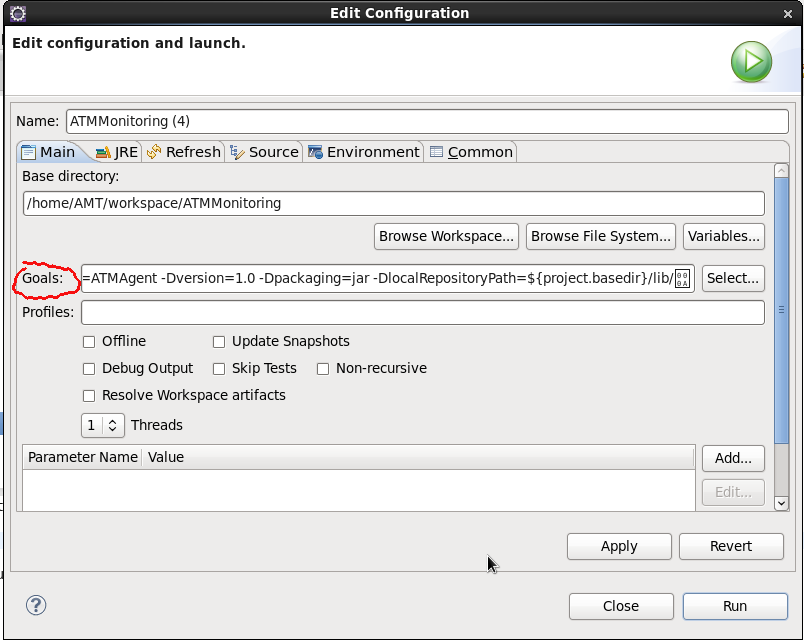 Edit Configuration
Edit configuration and launch.
Name: ATMMonitoring (4)
Main JRE Refresh Source Environment Common
Base directory:
/home/AMT/workspace/ATMMonitoring
Browse Workspace... Browse File System... Variables...
Goals: =ATMAgent -Dversion=1.0 -Dpackaging=jar -DlocalRepositoryPath=${project.basedir}/lib/ Select...
Profiles:
Offline Update Snapshots
Debug Output Skip Tests Non-recursive
Resolve Workspace artifacts
1 Threads
Parameter Name Value Add...
Edit...
Apply Revert
Close Run